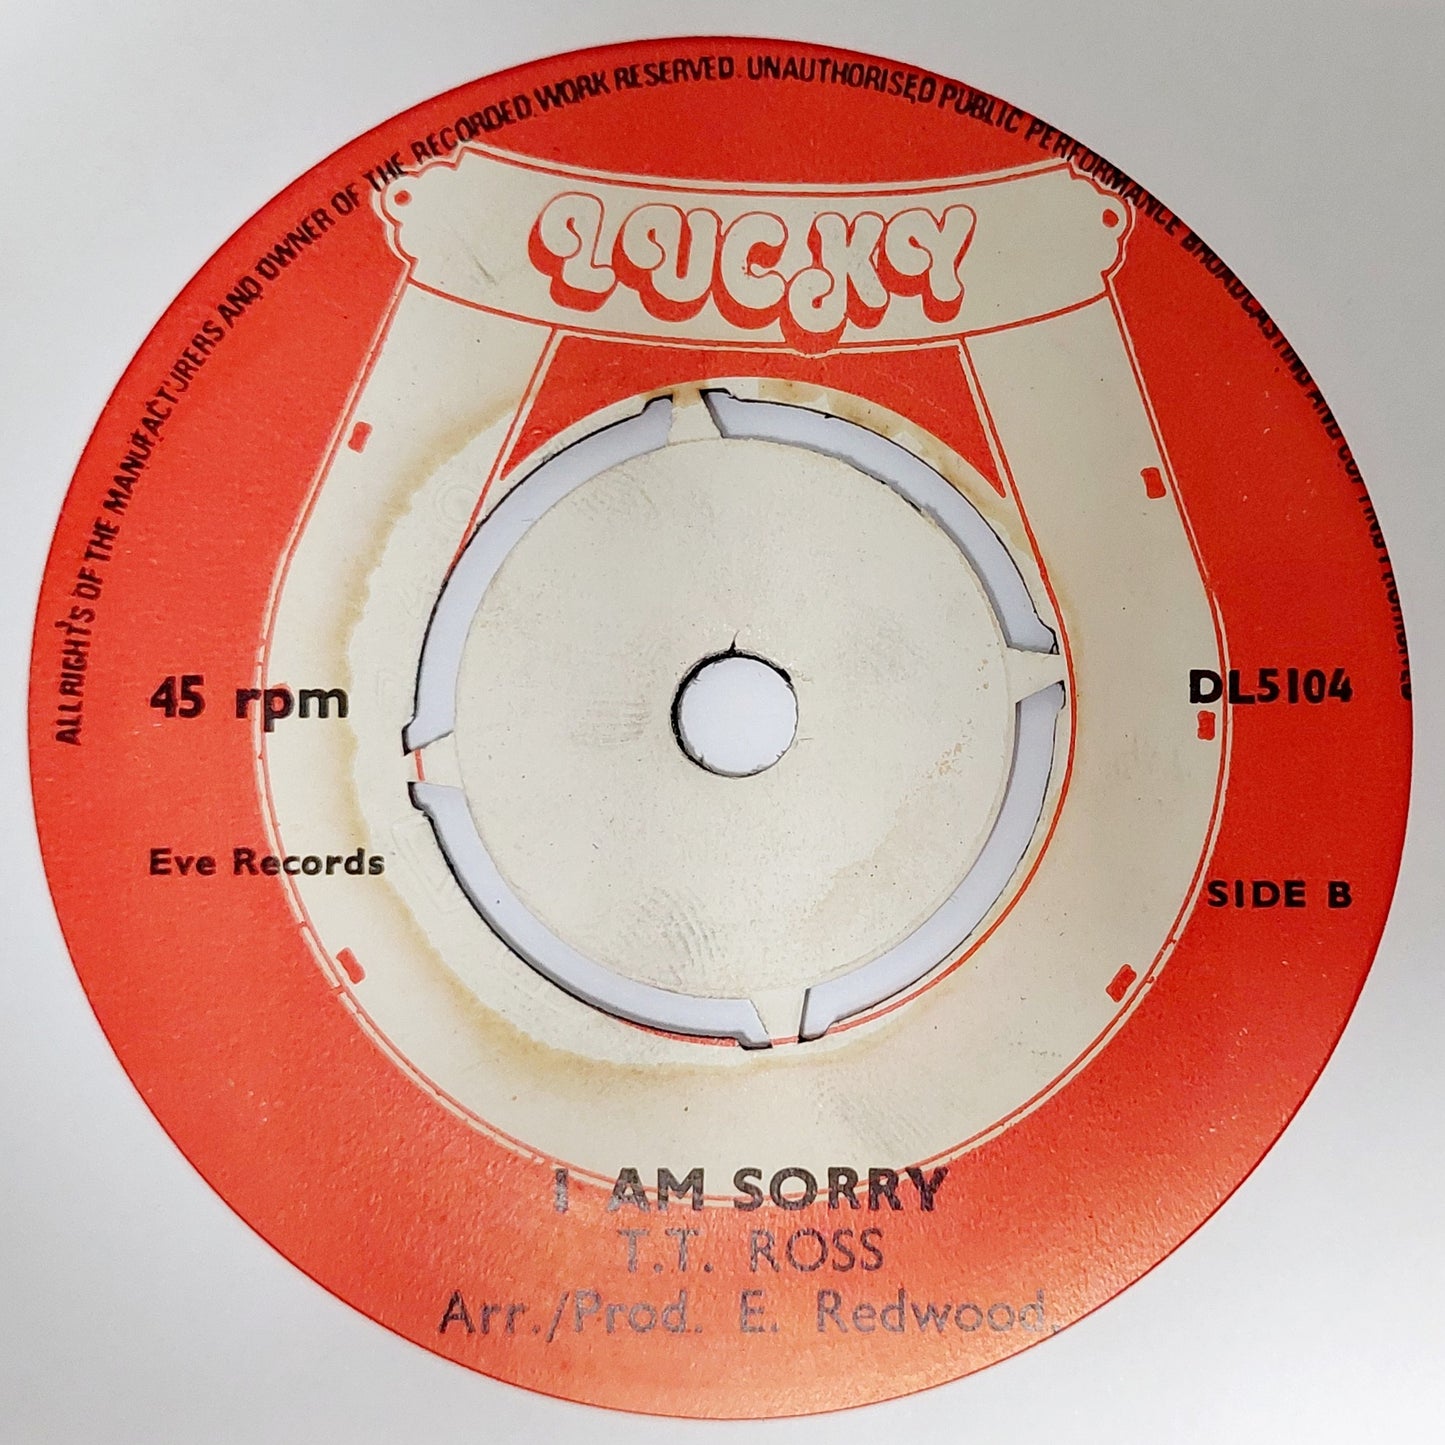 ALL RIGHTS OF THE MANUFACTURERS AND OWNER OF THE RECORDED WORK RESERVED. UNAUTHORISED PUBLIC PERFORMANCE BROADCASTING AND COPYING
LUCKY
45 rpm
DL5104
Eve Records
SIDE B
I AM SORRY
T.T. ROSS
Arr./Prod. E. Redwood.